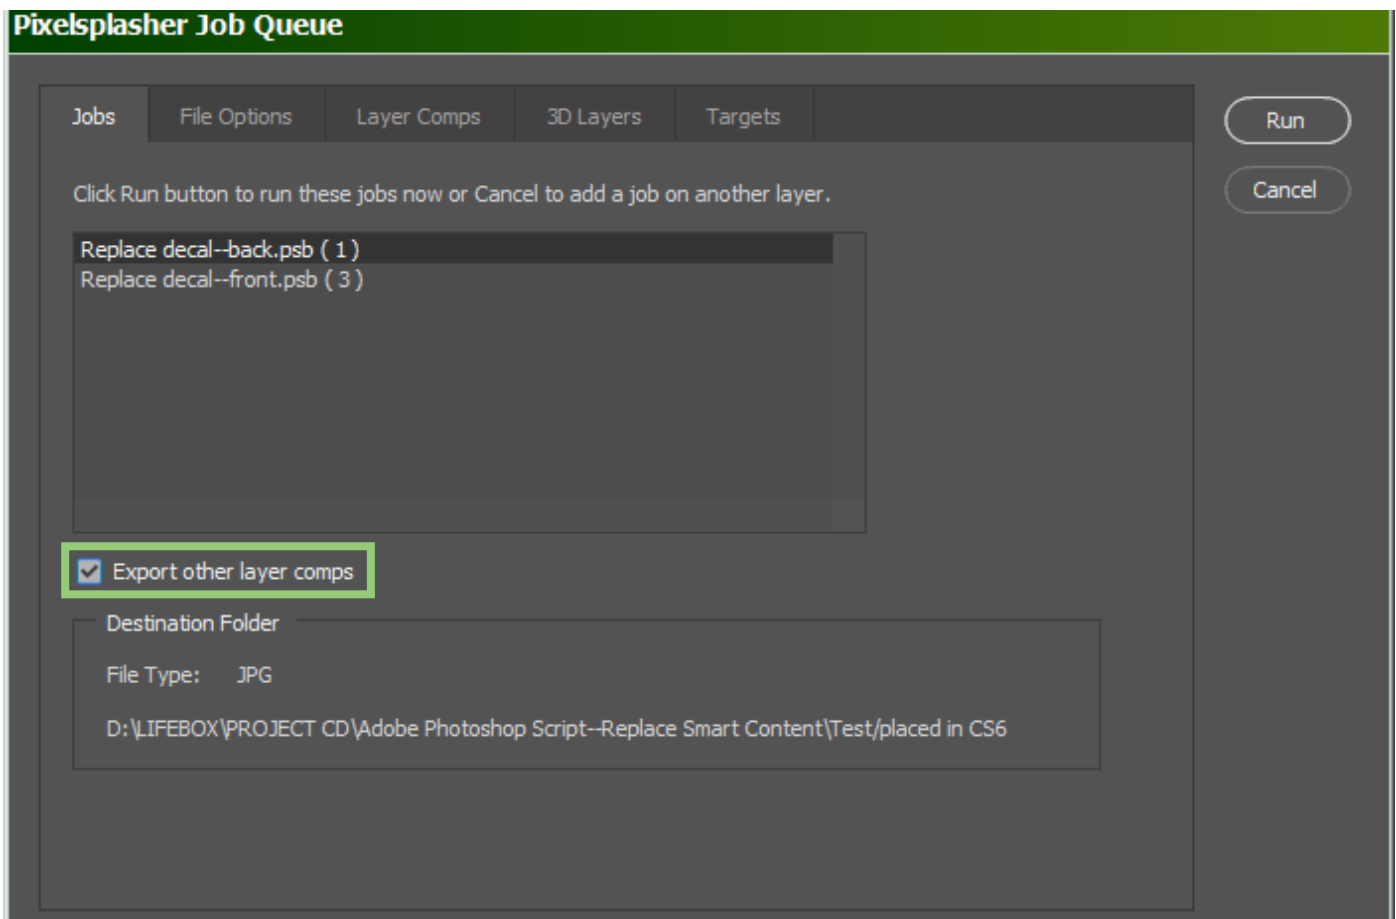 Pixelsplasher Job Queue
Jobs File Options Layer Comps 3D Layers Targets
Run
Cancel
Click Run button to run these jobs now or Cancel to add a job on another layer.
Replace decal--back.psb ( 1 )
Replace decal--front.psb ( 3 )
Export other layer comps
Destination Folder
File Type: JPG
D:\LIFEBOX\PROJECT CD\Adobe Photoshop Script--Replace Smart Content\Test/placed in CS6